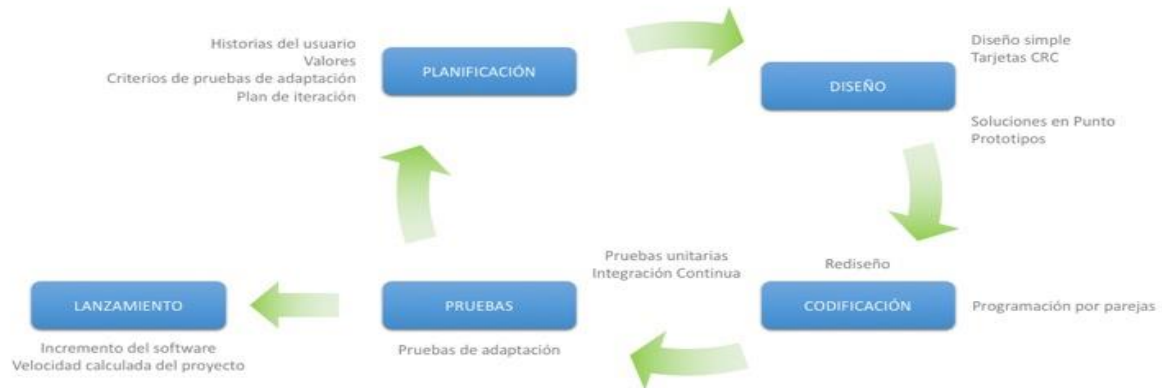 Historias del usuario
Valores
Criterios de pruebas de adaptación
Plan de iteración
PLANIFICACIÓN
Diseño simple
Tarjetas CRC
DISEÑO
Soluciones en Punto
Prototipos
Pruebas unitarias
Integración Continua
Rediseño
LANZAMIENTO
PRUEBAS
CODIFICACIÓN
Programación por parejas
Incremento del software
Velocidad calculada del proyecto
Pruebas de adaptación